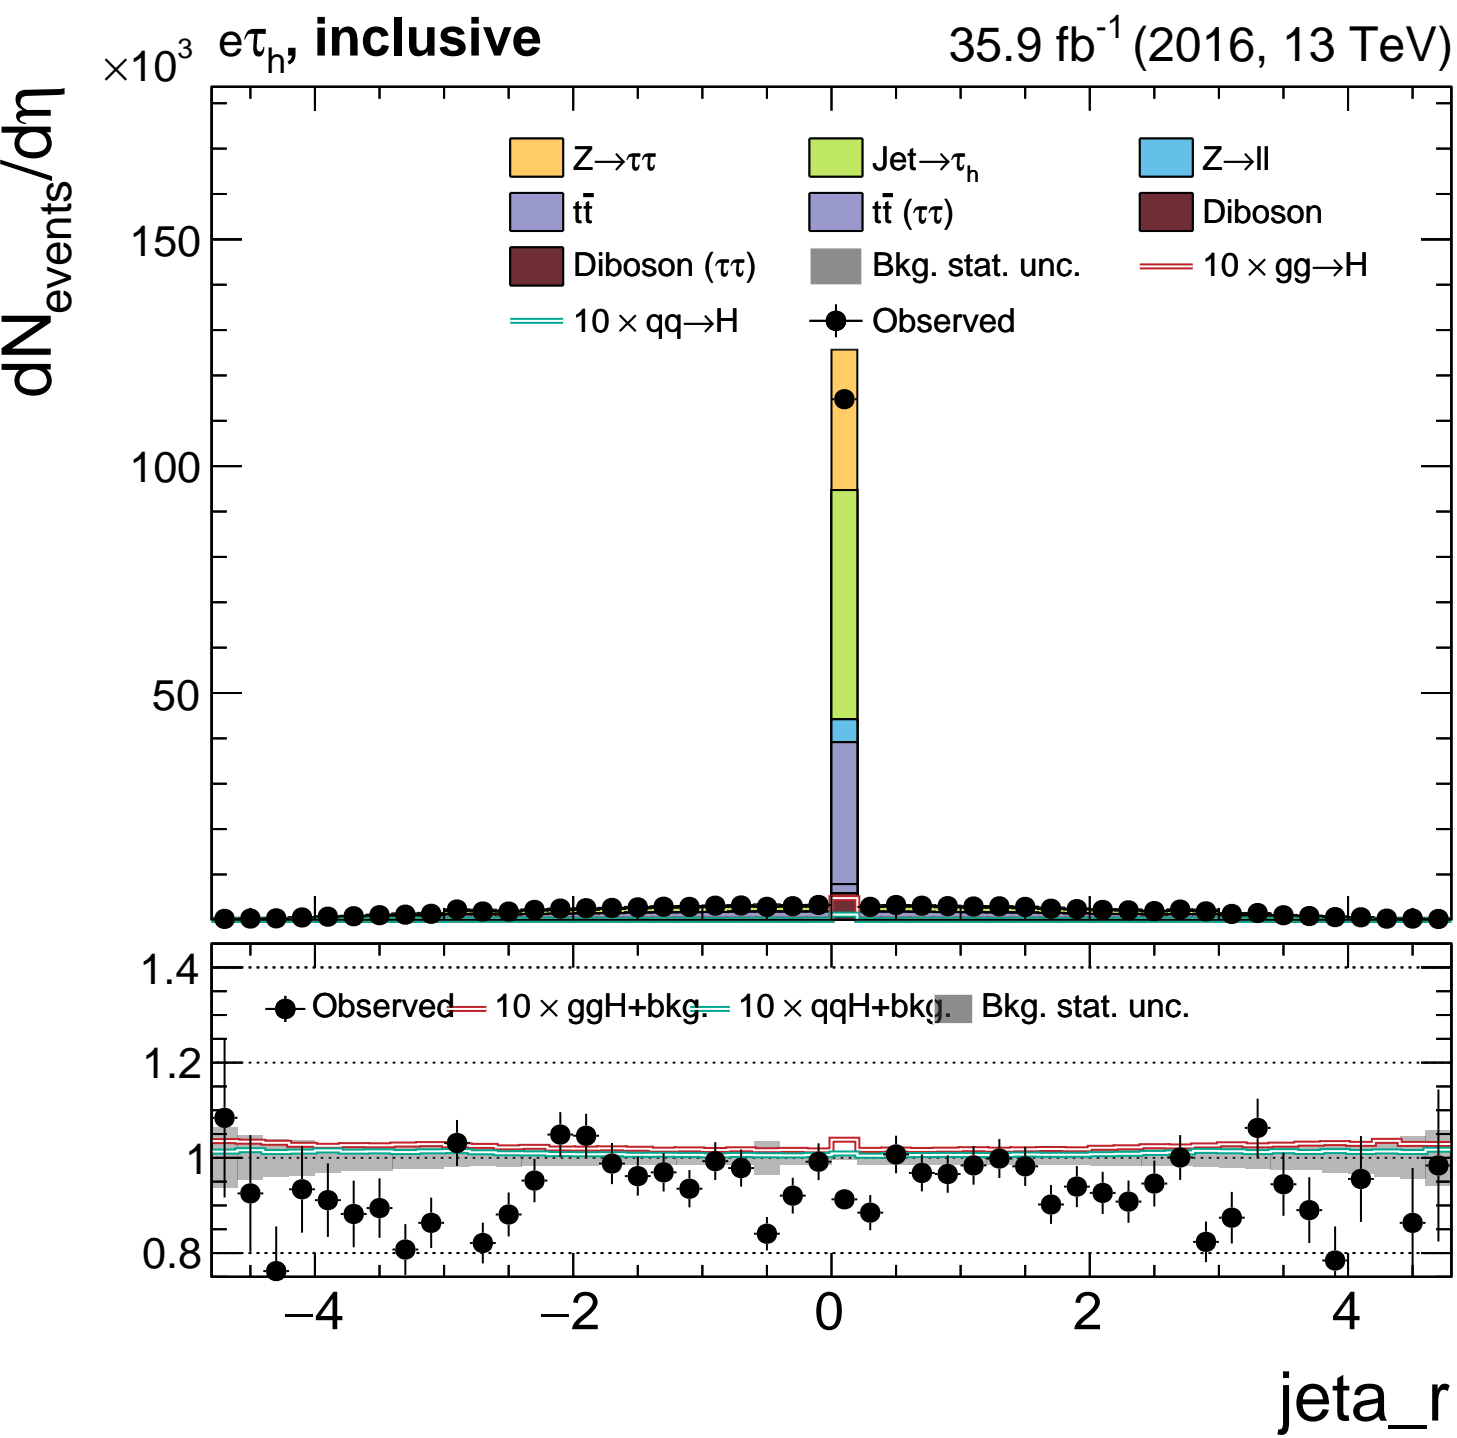 ×10³ eτₕ, inclusive 35.9 fb⁻¹ (2016, 13 TeV)
dN_events/dη
Z→ττ Jet→τₕ Z→ll
tt̄ tt̄ (ττ) Diboson
Diboson (ττ) Bkg. stat. unc. 10 × gg→H
10 × qq→H Observed
150
100
50
1.4
Observed 10 × ggH+bkg. 10 × qqH+bkg. Bkg. stat. unc.
1.2
1
0.8
−4 −2 0 2 4
jeta_r